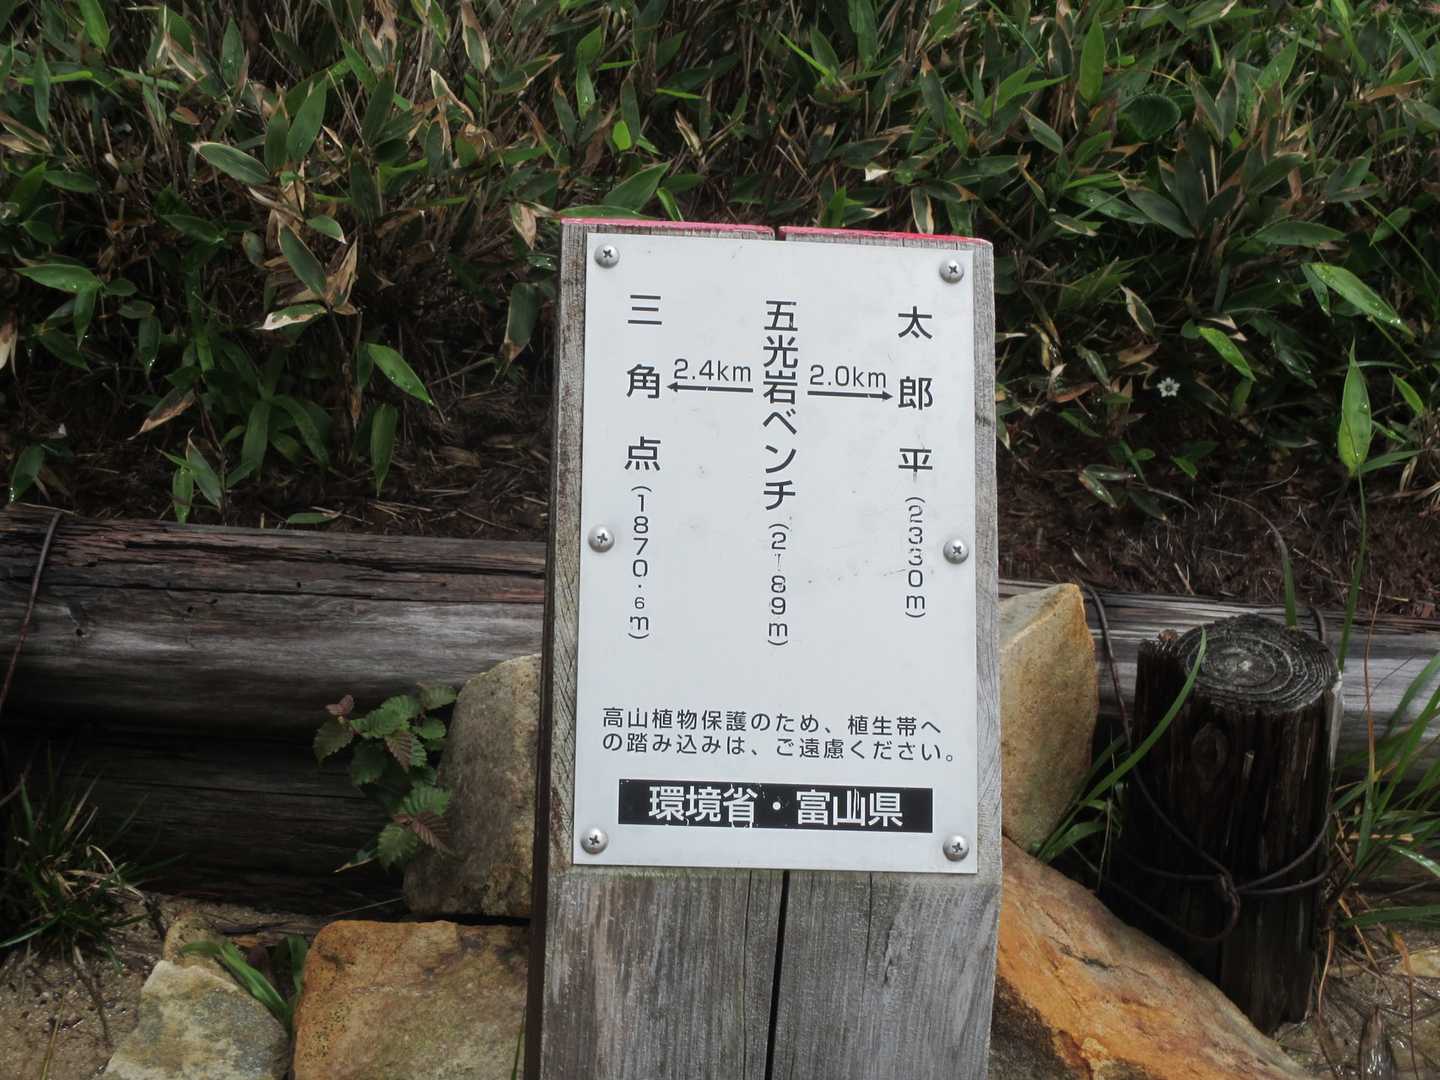 太郎平(2330m)
2.0km
五光岩ベンチ(2189m)
2.4km
三角点(1870.6m)
高山植物保護のため、植生帯へ
の踏み込みは、ご遠慮ください。
環境省・富山県